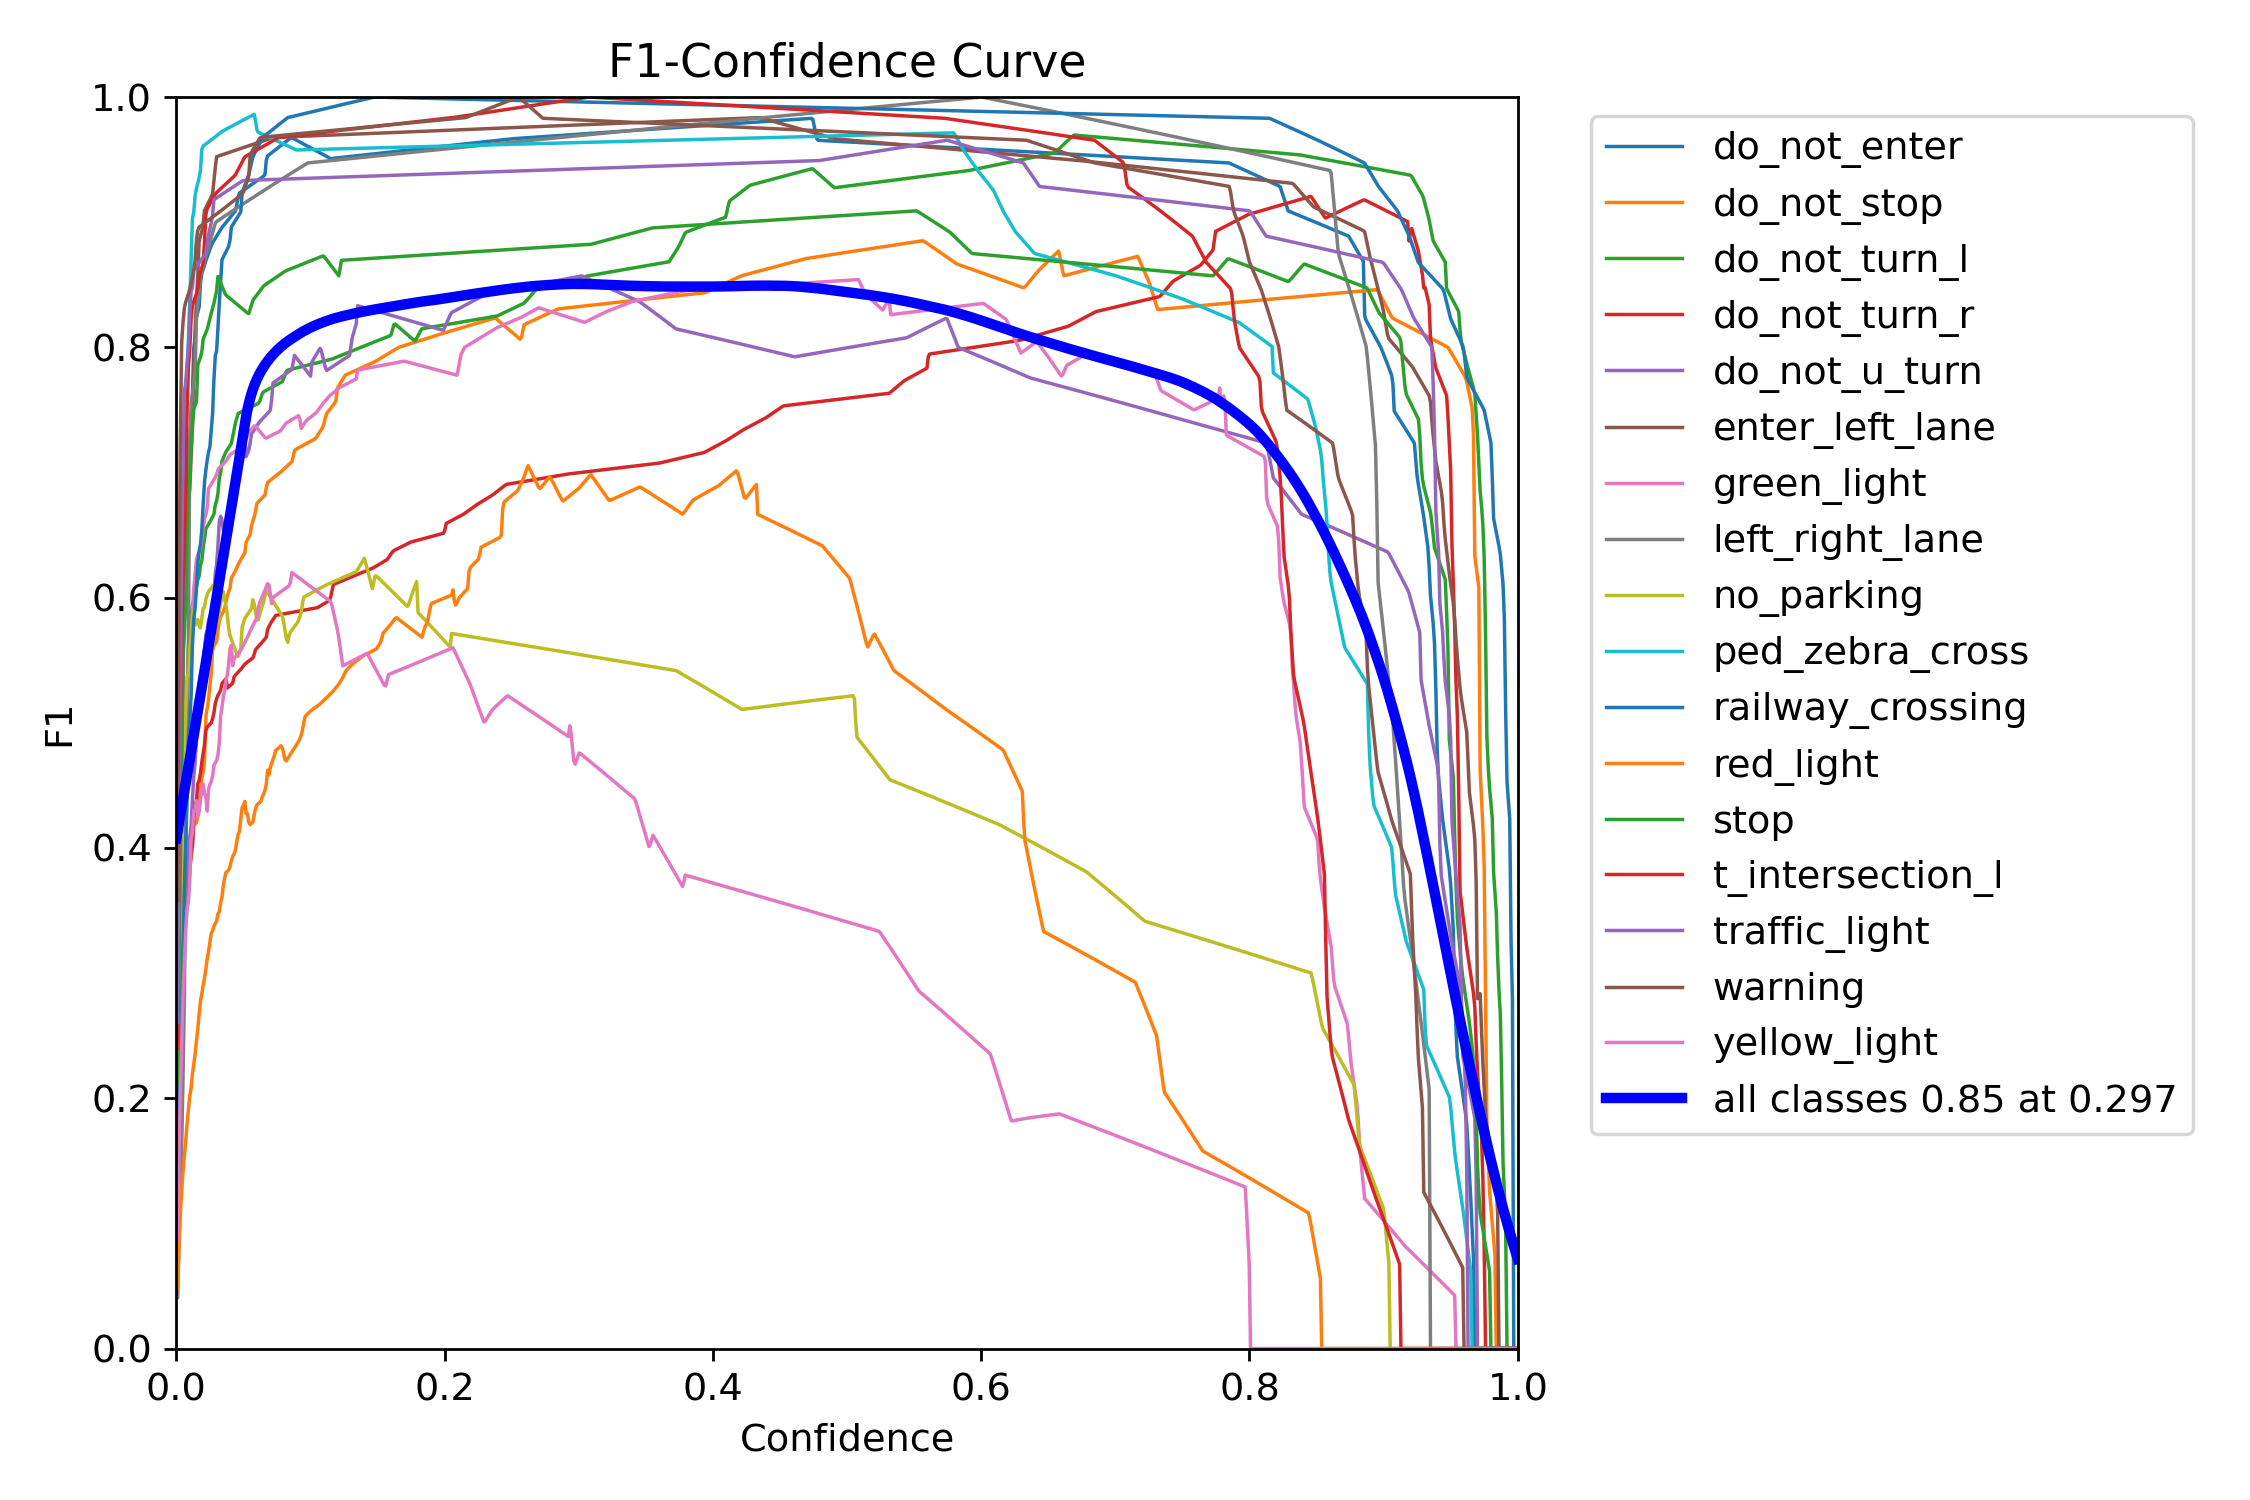 F1-Confidence Curve
1.0
0.8
0.6
0.4
0.2
0.0
F1
0.0 0.2 0.4 0.6 0.8 1.0
Confidence
do_not_enter
do_not_stop
do_not_turn_l
do_not_turn_r
do_not_u_turn
enter_left_lane
green_light
left_right_lane
no_parking
ped_zebra_cross
railway_crossing
red_light
stop
t_intersection_l
traffic_light
warning
yellow_light
all classes 0.85 at 0.297